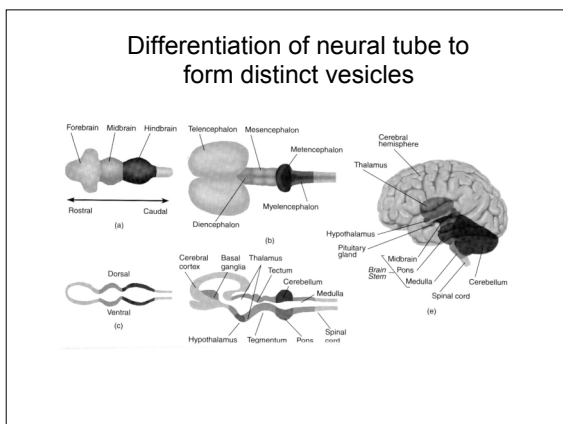 Differentiation of neural tube to
form distinct vesicles
Forebrain
Midbrain
Hindbrain
Rostral
Caudal
(a)
Telencephalon
Mesencephalon
Metencephalon
Diencephalon
Myelencephalon
(b)
Dorsal
Ventral
(c)
Cerebral
cortex
Basal
ganglia
Thalamus
Tectum
Cerebellum
Medulla
Hypothalamus
Tegmentum
Pons
Spinal
cord
Cerebral
hemisphere
Thalamus
Hypothalamus
Pituitary
gland
Midbrain
Brain
Stem
Pons
Medulla
Spinal cord
Cerebellum
(e)